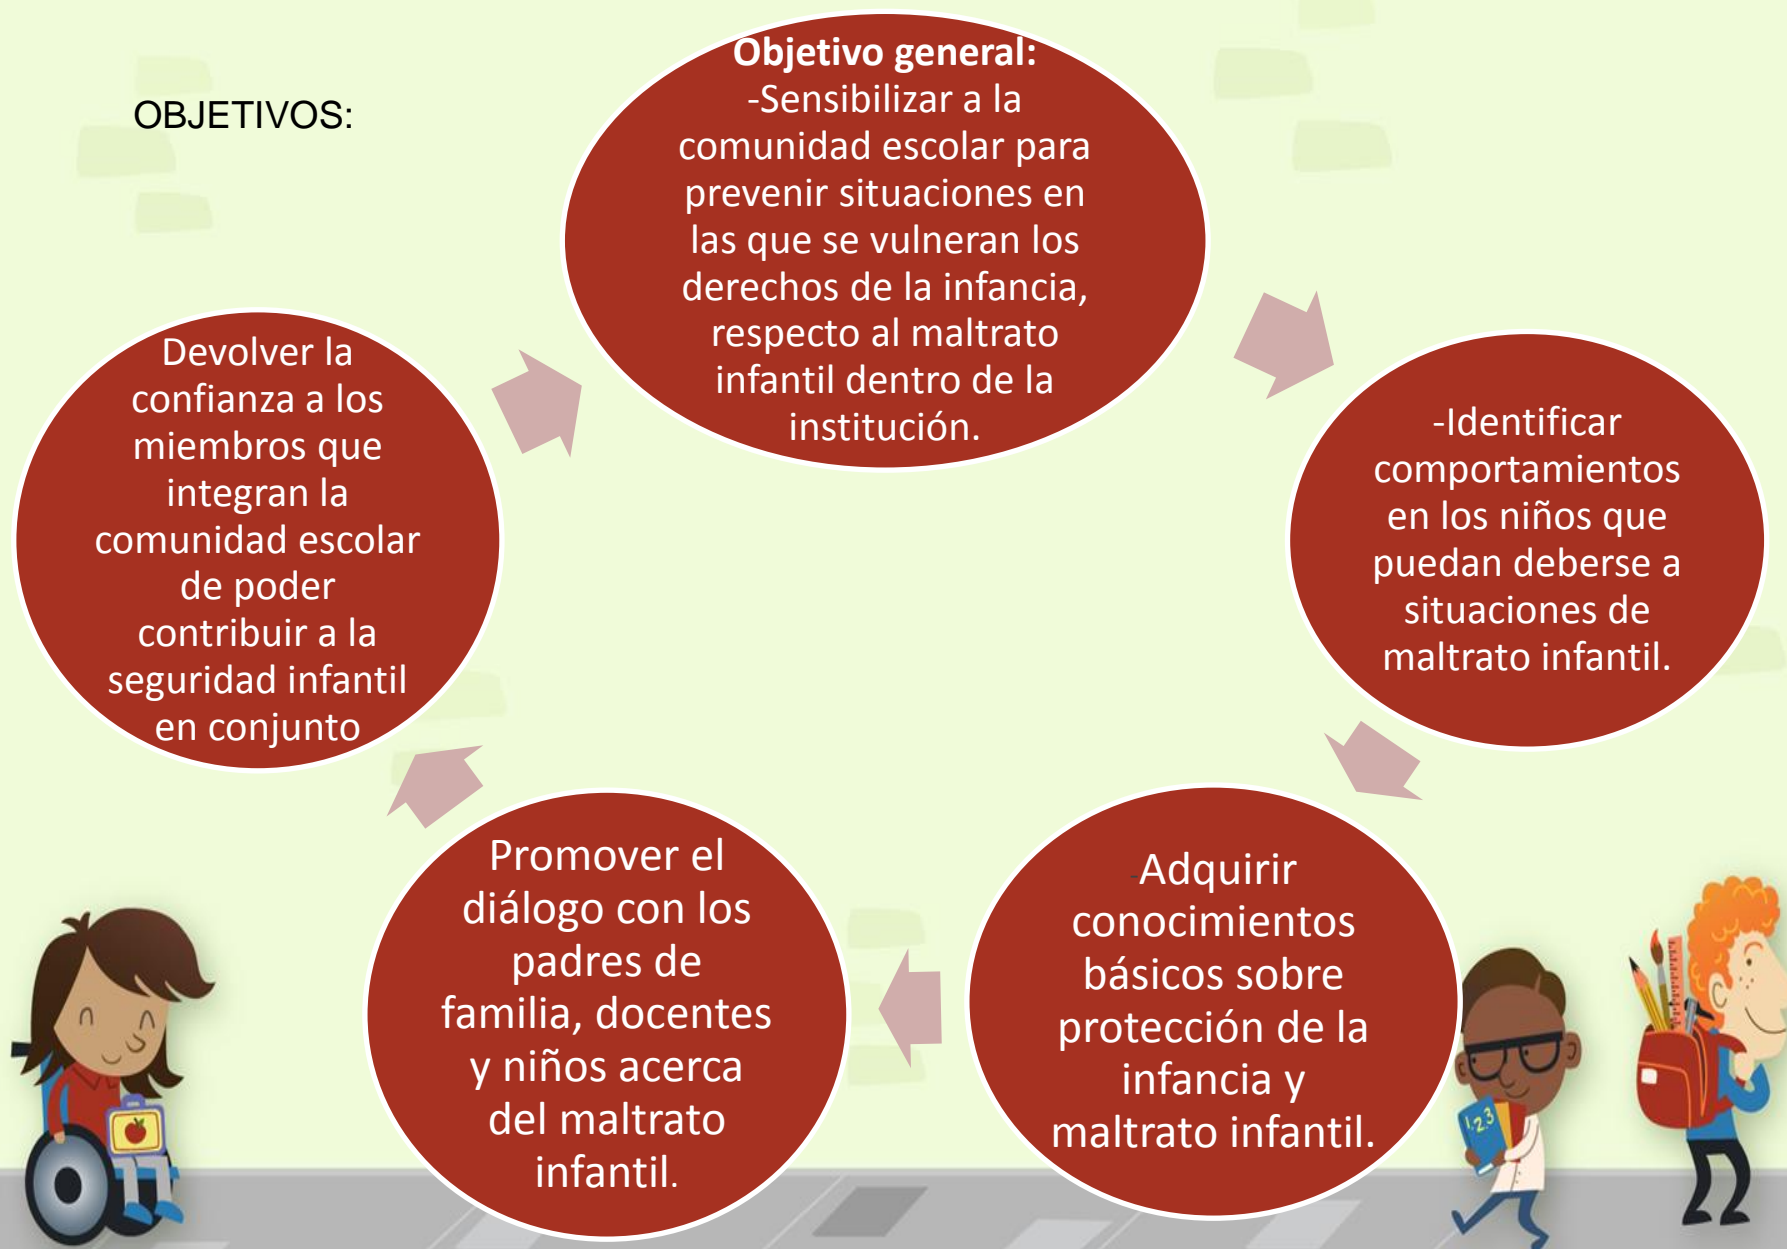 OBJETIVOS:
Objetivo general:
-Sensibilizar a la
comunidad escolar para
prevenir situaciones en
las que se vulneran los
derechos de la infancia,
respecto al maltrato
infantil dentro de la
institución.
-Identificar
comportamientos
en los niños que
puedan deberse a
situaciones de
maltrato infantil.
-Adquirir
conocimientos
básicos sobre
protección de la
infancia y
maltrato infantil.
Promover el
diálogo con los
padres de
familia, docentes
y niños acerca
del maltrato
infantil.
Devolver la
confianza a los
miembros que
integran la
comunidad escolar
de poder
contribuir a la
seguridad infantil
en conjunto
1,2,3